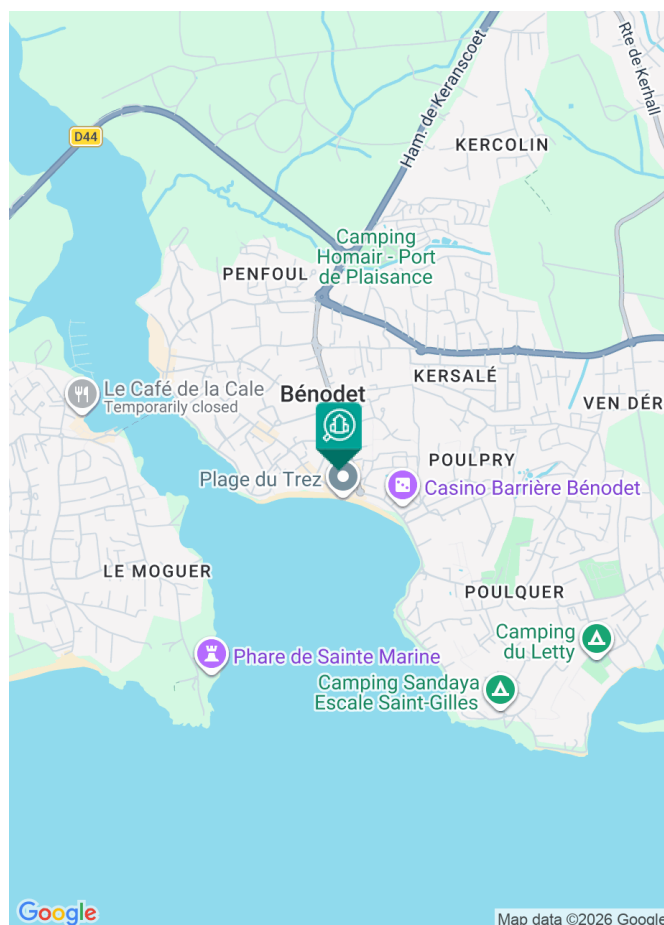 Rte de Kerhall
Ham. de Keranscoet
D44
KERCOLIN
Camping
Homair - Port
de Plaisance
PENFOUL
KERSALÉ
Le Café de la Cale
Temporarily closed
Bénodet
VEN DÉR
POULPRY
Plage du Trez
Casino Barrière Bénodet
LE MOGUER
POULQUER
Camping
du Letty
Phare de Sainte Marine
Camping Sandaya
Escale Saint-Gilles
Google
Map data ©2026 Google